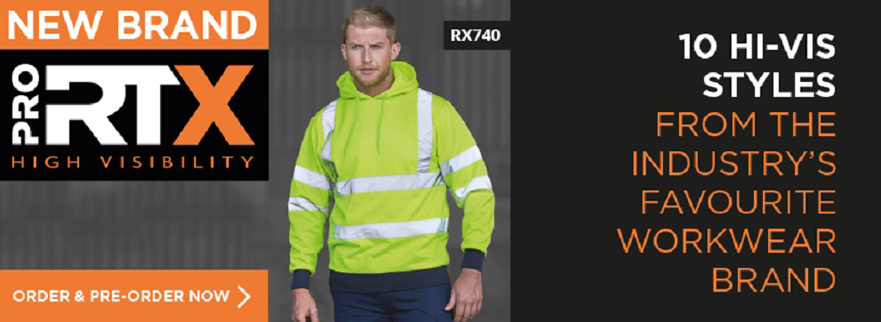 NEW BRAND
PRO RTX
HIGH VISIBILITY
ORDER & PRE-ORDER NOW
RX740
10 HI-VIS
STYLES
FROM THE
INDUSTRY'S
FAVOURITE
WORKWEAR
BRAND